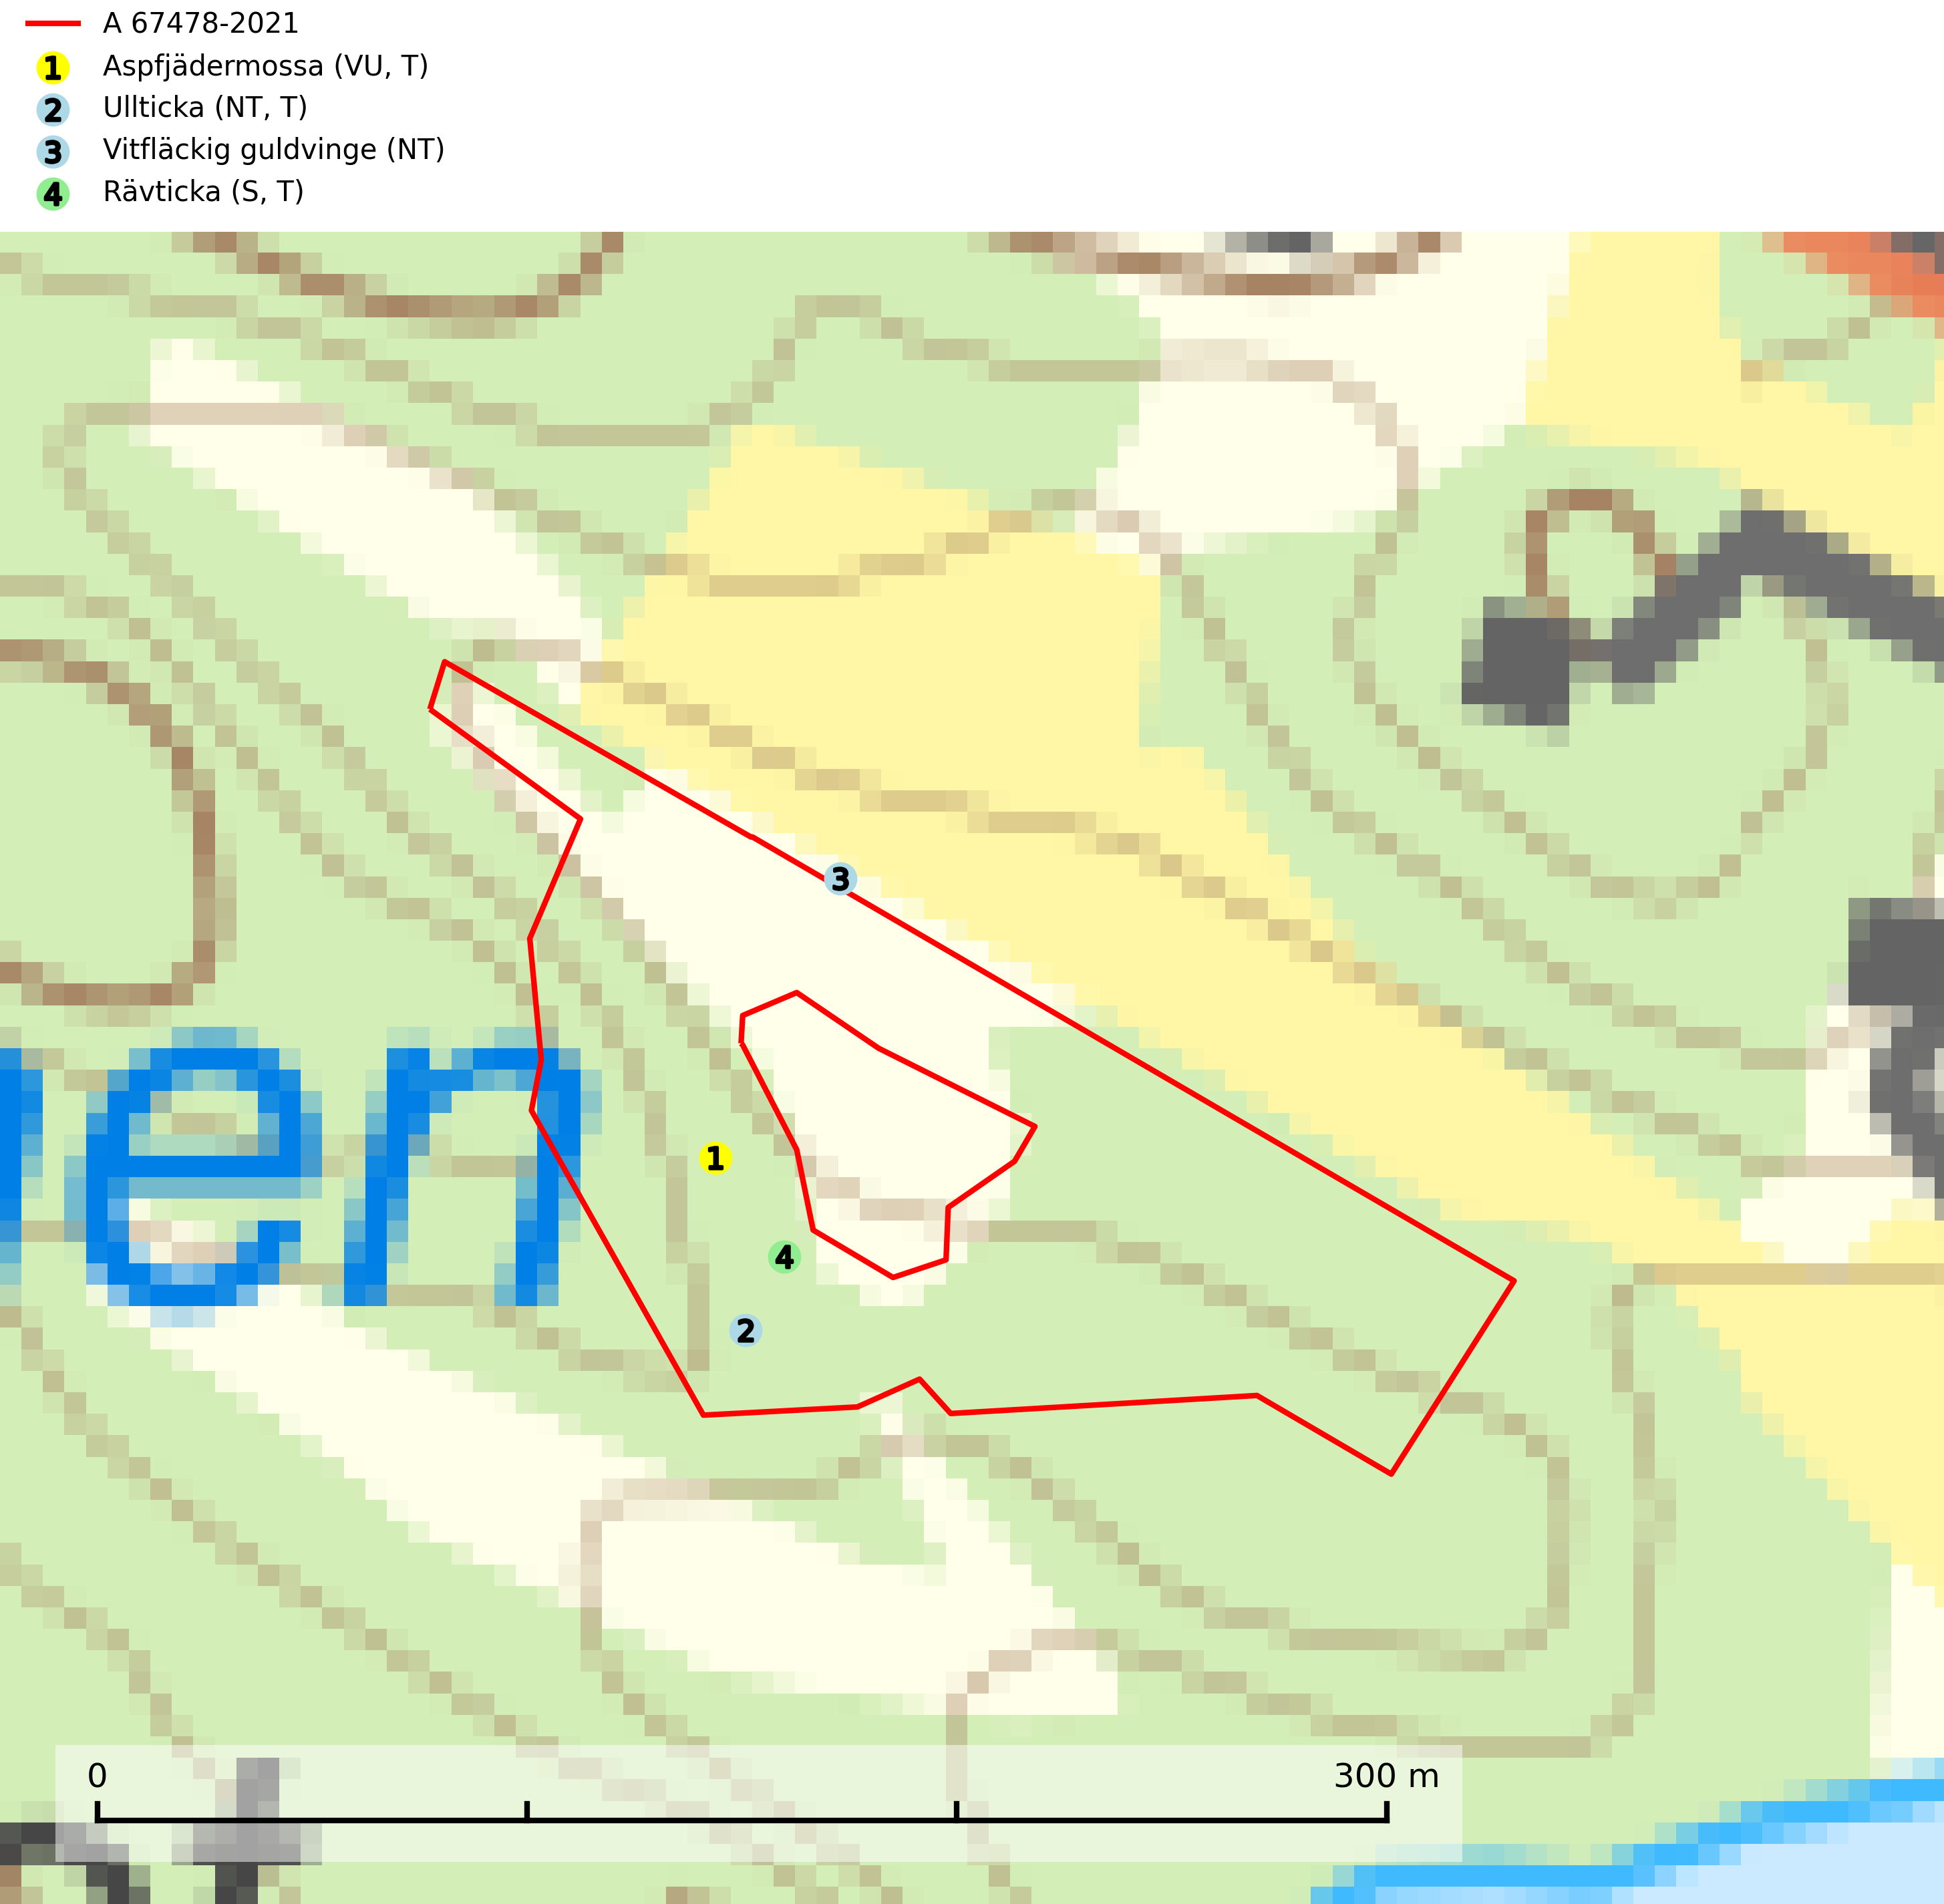 A 67478-2021
1 Aspfjädermossa (VU, T)
2 Ullticka (NT, T)
3 Vitfläckig guldvinge (NT)
4 Rävticka (S, T)
3
en
1
4
2
0 300 m